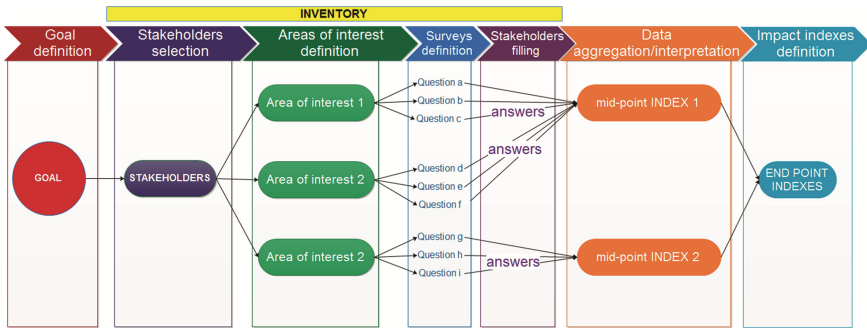 INVENTORY
Goal
definition
Stakeholders
selection
Areas of interest
definition
Surveys
definition
Stakeholders
filling
Data
aggregation/interpretation
Impact indexes
definition
GOAL
STAKEHOLDERS
Area of interest 1
Area of interest 2
Area of interest 2
Question a
Question b
Question c
Question d
Question e
Question f
Question g
Question h
Question i
answers
answers
answers
mid-point INDEX 1
mid-point INDEX 2
END POINT
INDEXES